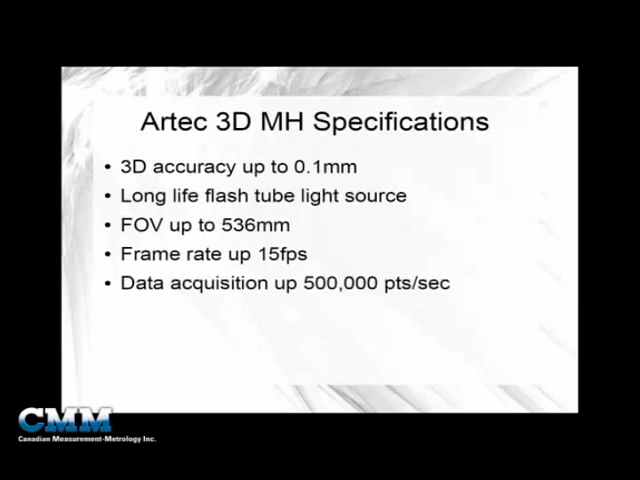 Artec 3D MH Specifications
• 3D accuracy up to 0.1mm
• Long life flash tube light source
• FOV up to 536mm
• Frame rate up 15fps
• Data acquisition up 500,000 pts/sec
CMM
Canadian Measurement-Metrology Inc.